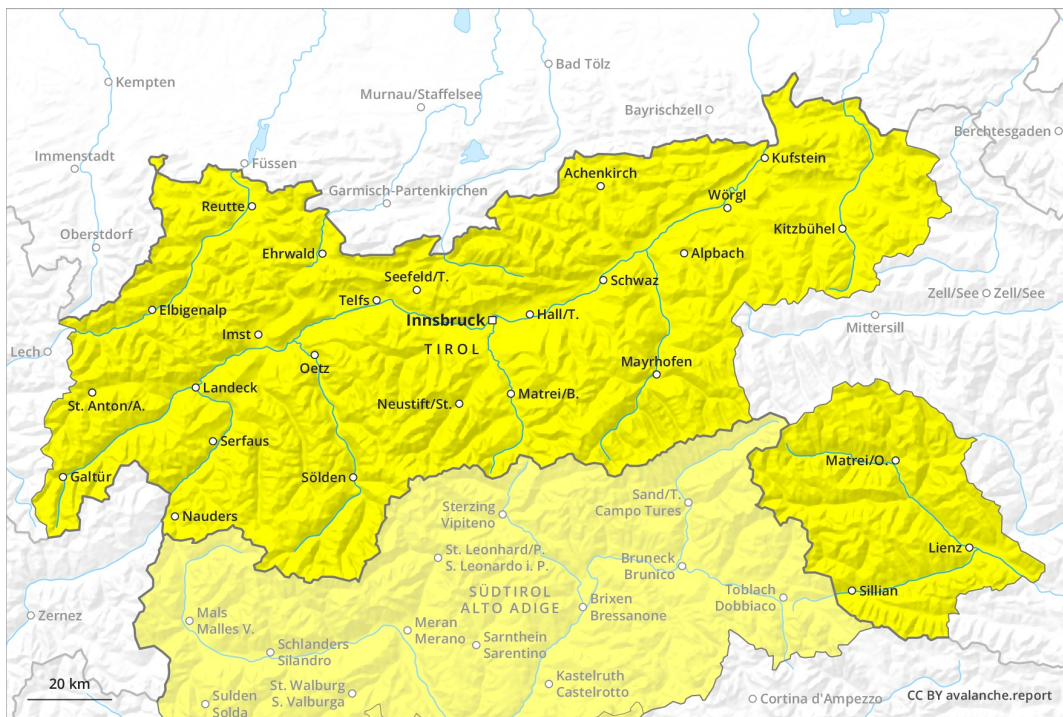 Kempten
Bad Tölz
Murnau/Staffelsee
Bayrischzell
Berchtesgaden
Immenstadt
Füssen
Kufstein
Achenkirch
Garmisch-Partenkirchen
Wörgl
Reutte
Oberstdorf
Kitzbühel
Ehrwald
Alpbach
Seefeld/T.
Schwaz
Zell/See
Zell/See
Telfs
Elbigenalp
Innsbruck
Hall/T.
Mittersill
Imst
TIROL
Lech
Oetz
Mayrhofen
Landeck
St. Anton/A.
Neustift/St.
Matrei/B.
Serfaus
Matrei/O.
Galtür
Sölden
Sand/T.
Campo Tures
Sterzing
Vipiteno
Nauders
Lienz
St. Leonhard/P.
S. Leonardo i. P.
Bruneck
Brunico
SÜDTIROL
ALTO ADIGE
Toblach
Dobbiaco
Sillian
Brixen
Bressanone
Zernez
Mals
Malles V.
Meran
Merano
Sarnthein
Sarentino
Schlanders
Silandro
Kastelruth
Castelrotto
20 km
St. Walburg
S. Valburga
Sulden
Solda
Cortina d'Ampezzo
CC BY avalanche.report